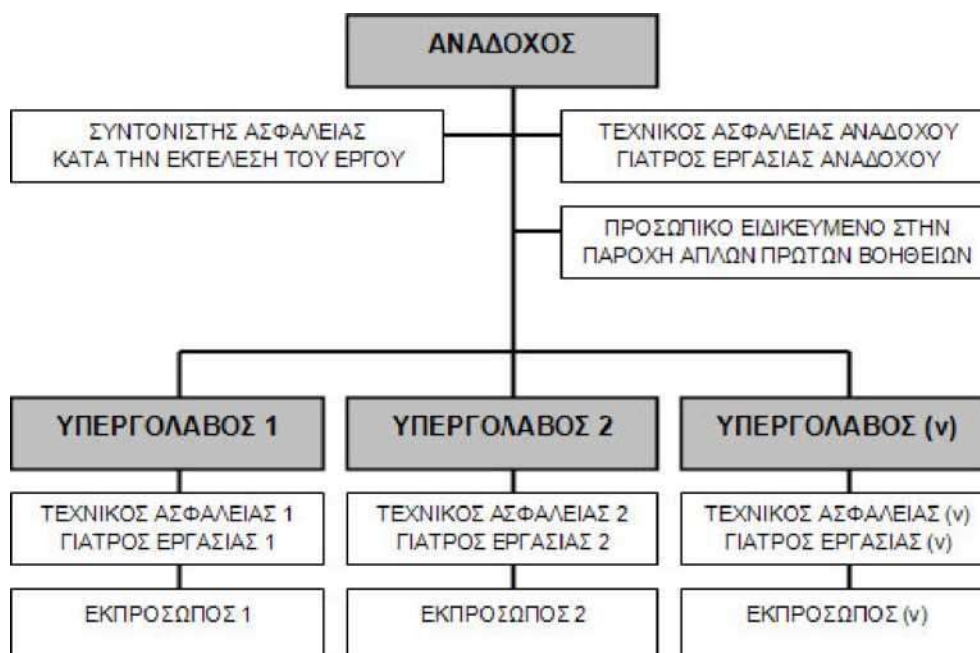 ΑΝΑΔΟΧΟΣ
ΣΥΝΤΟΝΙΣΤΗΣ ΑΣΦΑΛΕΙΑΣ
ΚΑΤΑ ΤΗΝ ΕΚΤΕΛΕΣΗ ΤΟΥ ΕΡΓΟΥ
ΤΕΧΝΙΚΟΣ ΑΣΦΑΛΕΙΑΣ ΑΝΑΔΟΧΟΥ
ΓΙΑΤΡΟΣ ΕΡΓΑΣΙΑΣ ΑΝΑΔΟΧΟΥ
ΠΡΟΣΩΠΙΚΟ ΕΙΔΙΚΕΥΜΕΝΟ ΣΤΗΝ
ΠΑΡΟΧΗ ΑΠΛΩΝ ΠΡΩΤΩΝ ΒΟΗΘΕΙΩΝ
ΥΠΕΡΓΟΛΑΒΟΣ 1
ΥΠΕΡΓΟΛΑΒΟΣ 2
ΥΠΕΡΓΟΛΑΒΟΣ (ν)
ΤΕΧΝΙΚΟΣ ΑΣΦΑΛΕΙΑΣ 1
ΓΙΑΤΡΟΣ ΕΡΓΑΣΙΑΣ 1
ΤΕΧΝΙΚΟΣ ΑΣΦΑΛΕΙΑΣ 2
ΓΙΑΤΡΟΣ ΕΡΓΑΣΙΑΣ 2
ΤΕΧΝΙΚΟΣ ΑΣΦΑΛΕΙΑΣ (ν)
ΓΙΑΤΡΟΣ ΕΡΓΑΣΙΑΣ (ν)
ΕΚΠΡΟΣΩΠΟΣ 1
ΕΚΠΡΟΣΩΠΟΣ 2
ΕΚΠΡΟΣΩΠΟΣ (ν)